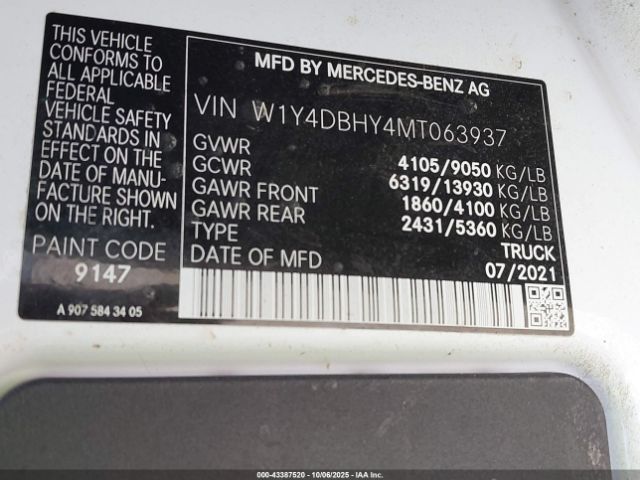 THIS VEHICLE
CONFORMS TO
ALL APPLICABLE
FEDERAL
VEHICLE SAFETY
STANDARDS IN
EFFECT ON THE
DATE OF MANU-
FACTURE SHOWN
ON THE RIGHT.
PAINT CODE
9147
A 907 584 34 05
MFD BY MERCEDES-BENZ AG
VIN W1Y4DBHY4MT063937
GVWR 4105/9050 KG/LB
GCWR 6319/13930 KG/LB
GAWR FRONT 1860/4100 KG/LB
GAWR REAR 2431/5360 KG/LB
TYPE TRUCK
DATE OF MFD 07/2021
000-43387520 | 10/06/2025 | IAA Inc.